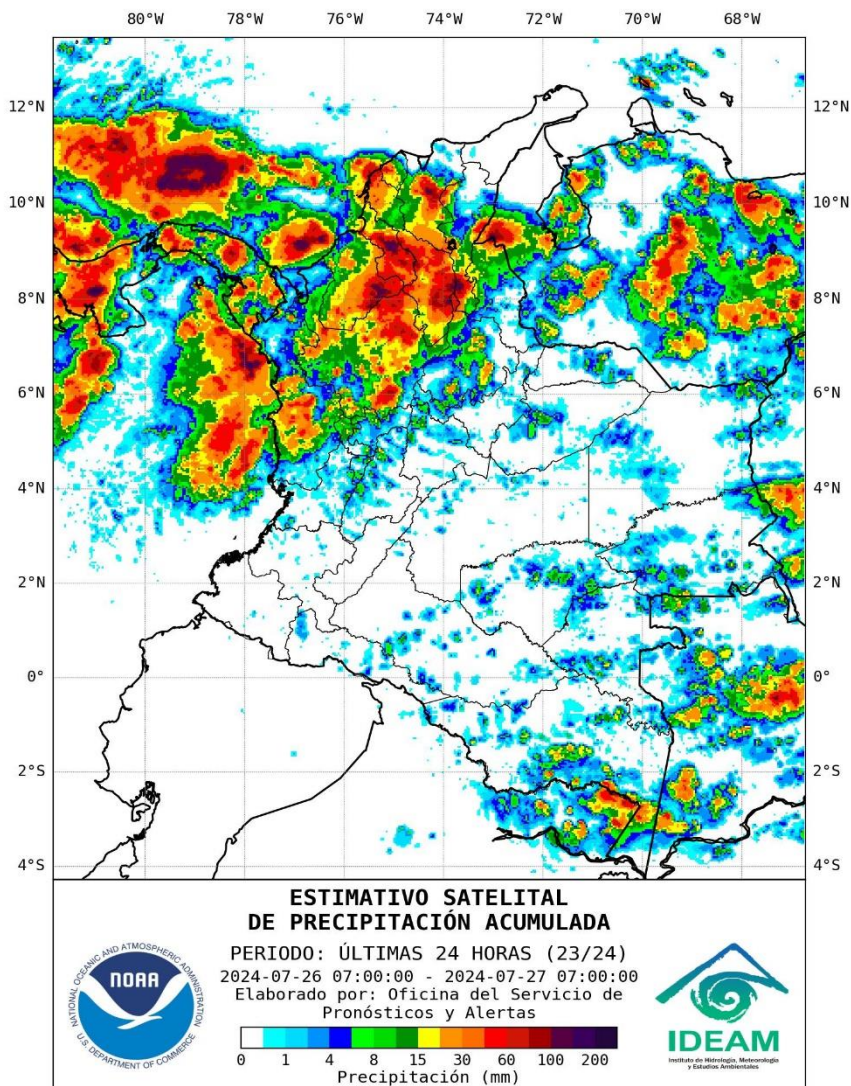 80°W 78°W 76°W 74°W 72°W 70°W 68°W
12°N 12°N
10°N 10°N
8°N 8°N
6°N 6°N
4°N 4°N
2°N 2°N
0° 0°
2°S 2°S
4°S 4°S
ESTIMATIVO SATELITAL
DE PRECIPITACIÓN ACUMULADA
PERIODO: ÚLTIMAS 24 HORAS (23/24)
2024-07-26 07:00:00 - 2024-07-27 07:00:00
Elaborado por: Oficina del Servicio de
Pronósticos y Alertas
0 1 4 8 15 30 60 100 200
Precipitación (mm)
NATIONAL OCEANIC AND ATMOSPHERIC ADMINISTRATION
NOAA
U.S. DEPARTMENT OF COMMERCE
IDEAM
Instituto de Hidrología, Meteorología
y Estudios Ambientales